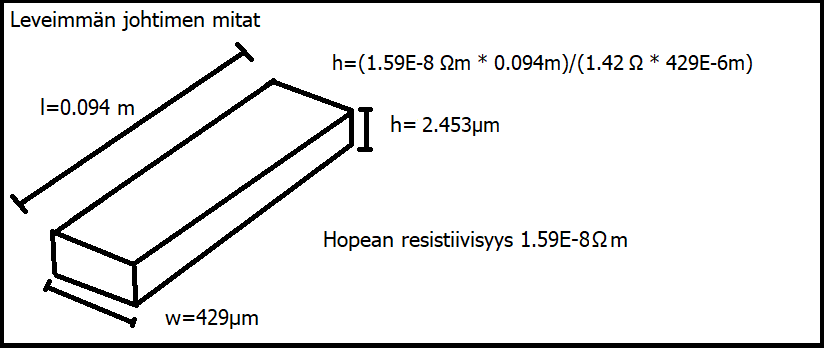 Leveimmän johtimen mitat
h=(1.59E-8 Ωm * 0.094m)/(1.42 Ω * 429E-6m)
l=0.094 m
h= 2.453µm
Hopean resistiivisyys 1.59E-8Ωm
w=429µm